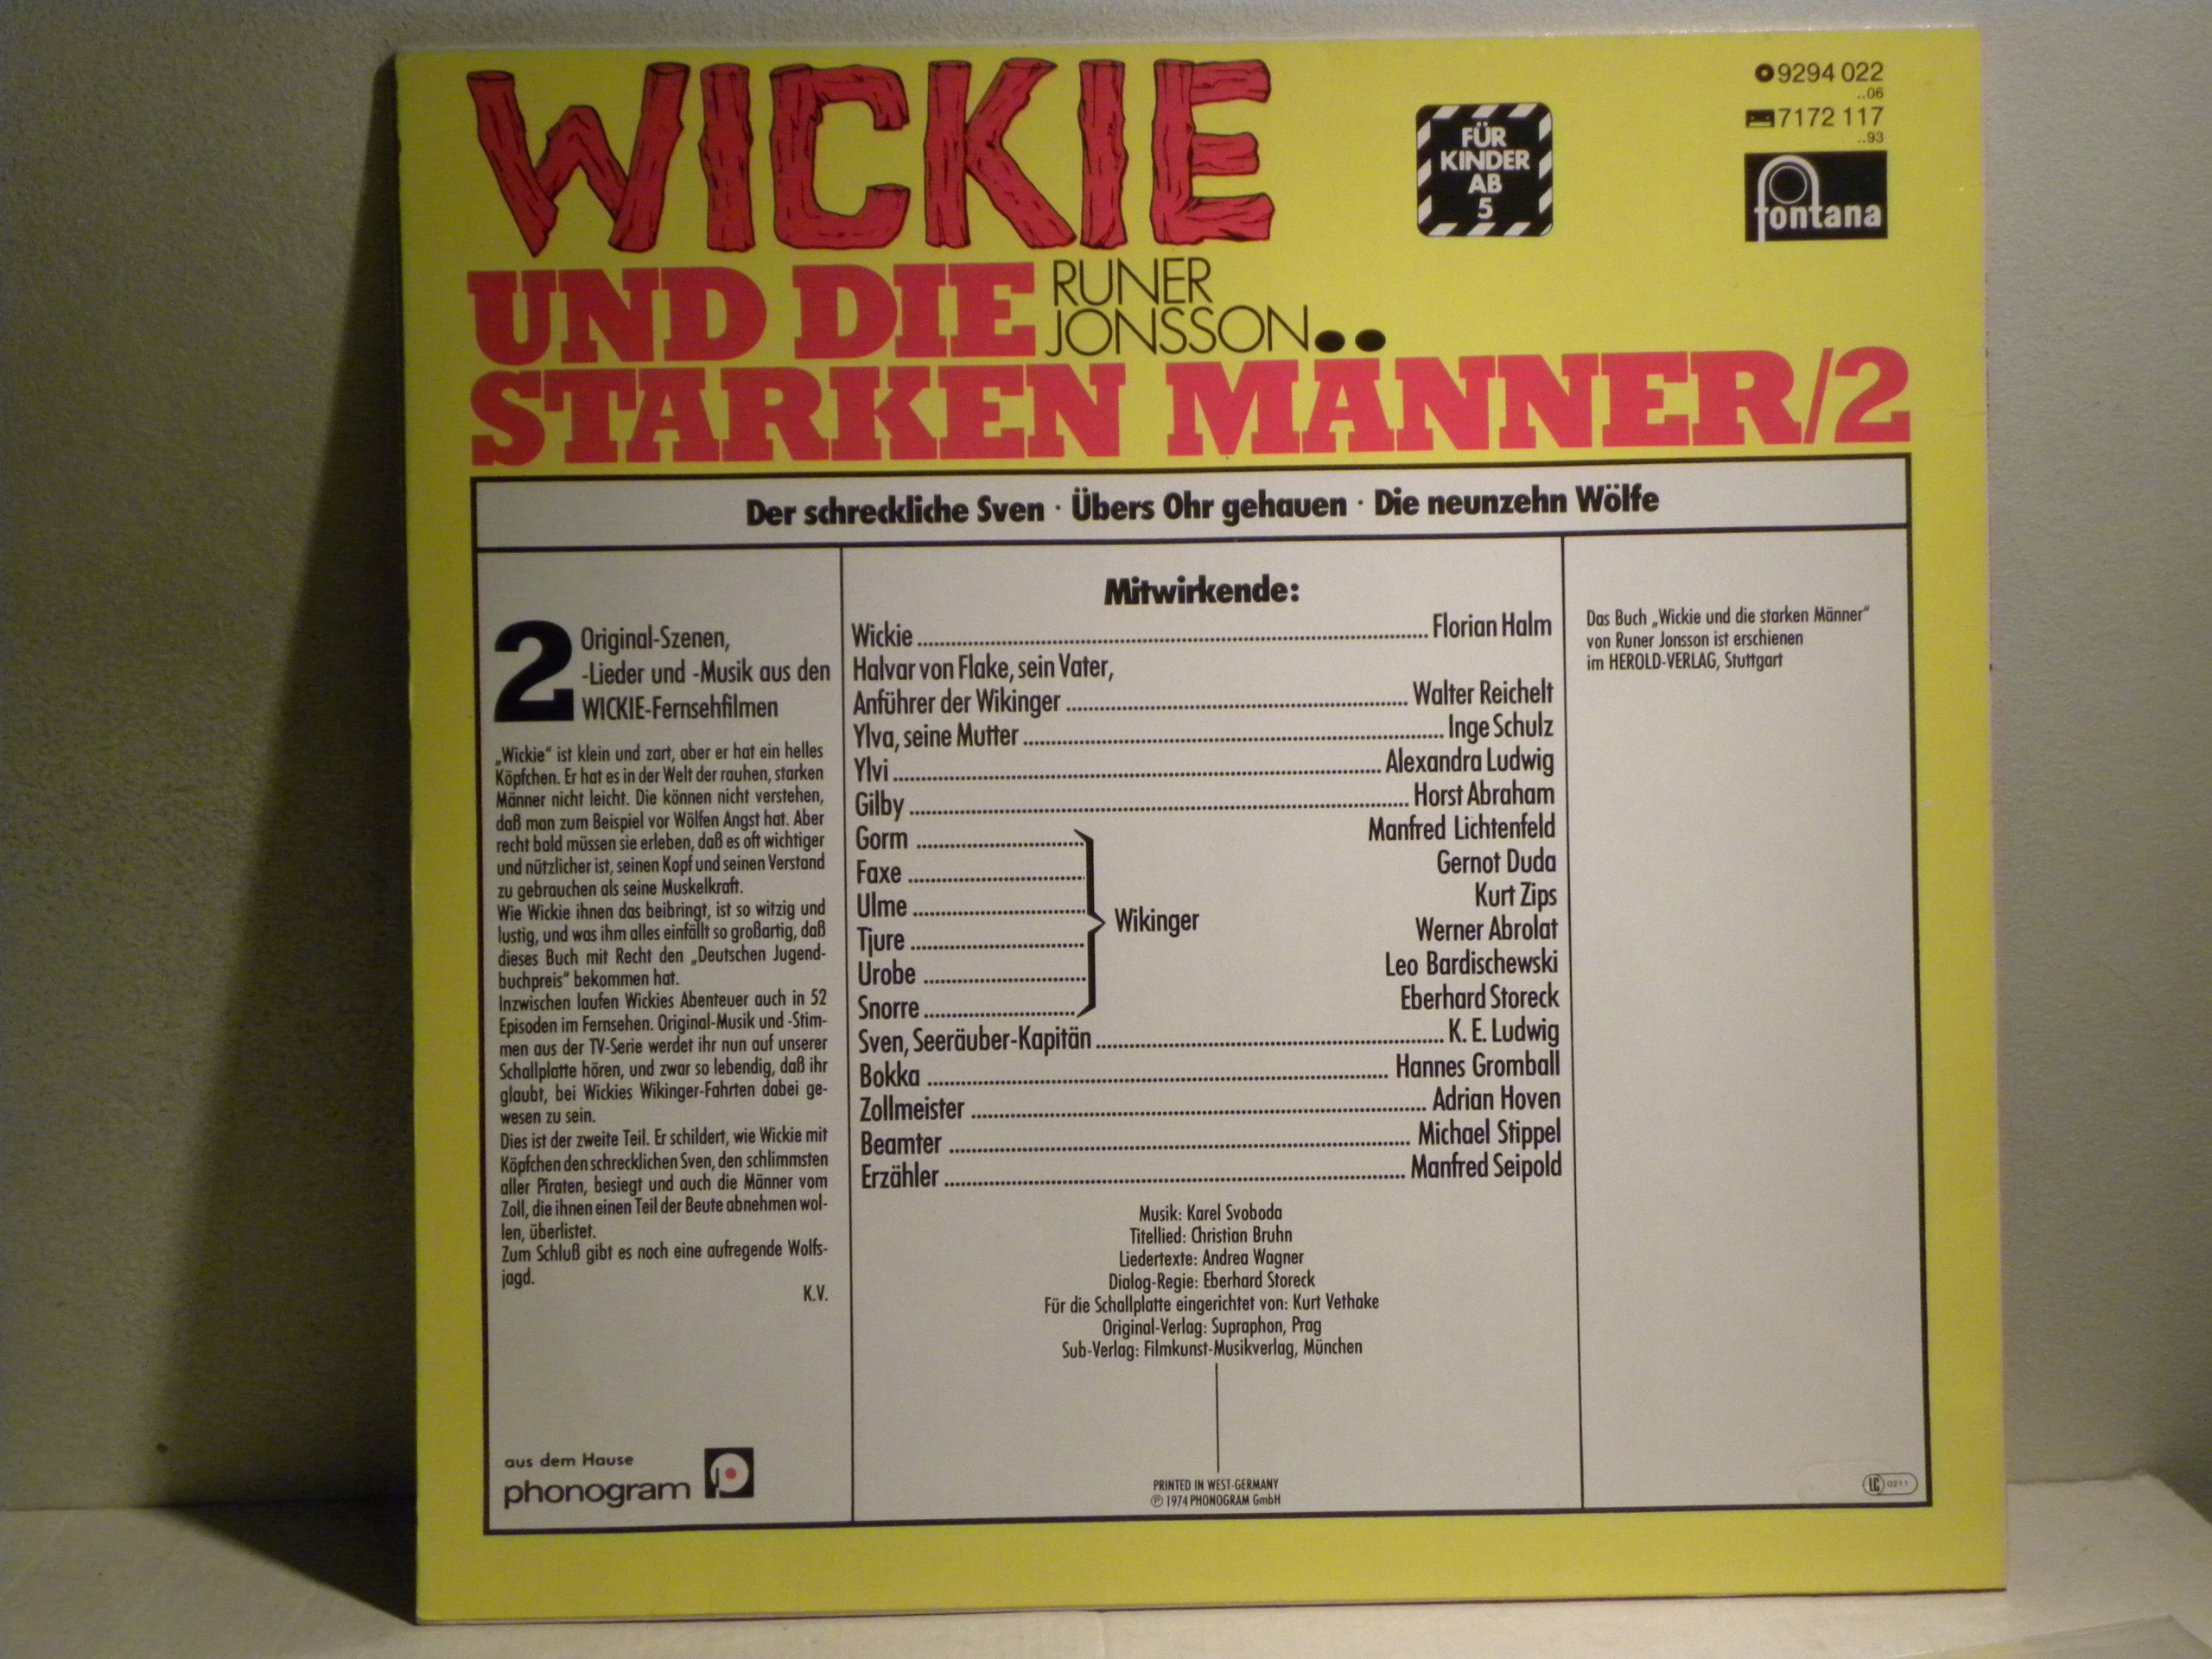 WICKIE
UND DIE
RUNER
JONSSON
STARKEN MÄNNER/2
FÜR
KINDER
AB
5
9294 022
..06
7172 117
..93
fontana
Der schreckliche Sven · Übers Ohr gehauen · Die neunzehn Wölfe
2
Original-Szenen,
-Lieder und -Musik aus den
WICKIE-Fernsehfilmen
„Wickie“ ist klein und zart, aber er hat ein helles
Köpfchen. Er hat es in der Welt der rauhen, starken
Männer nicht leicht. Die können nicht verstehen,
daß man zum Beispiel vor Wölfen Angst hat. Aber
recht bald müssen sie erleben, daß es oft wichtiger
und nützlicher ist, seinen Kopf und seinen Verstand
zu gebrauchen als seine Muskelkraft.
Wie Wickie ihnen das beibringt, ist so witzig und
lustig, und was ihm alles einfällt so großartig, daß
dieses Buch mit Recht den „Deutschen Jugend-
buchpreis“ bekommen hat.
Inzwischen laufen Wickies Abenteuer auch in 52
Episoden im Fernsehen. Original-Musik und -Stim-
men aus der TV-Serie werdet ihr nun auf unserer
Schallplatte hören, und zwar so lebendig, daß ihr
glaubt, bei Wickies Wikinger-Fahrten dabei ge-
wesen zu sein.
Dies ist der zweite Teil. Er schildert, wie Wickie mit
Köpfchen den schrecklichen Sven, den schlimmsten
aller Piraten, besiegt und auch die Männer vom
Zoll, die ihnen einen Teil der Beute abnehmen wol-
len, überlistet.
Zum Schluß gibt es noch eine aufregende Wolfs-
jagd.
K.V.
aus dem Hause
phonogram
Mitwirkende:
Wickie ........ Florian Halm
Halvar von Flake, sein Vater,
Anführer der Wikinger ........ Walter Reichelt
Ylva, seine Mutter ........ Inge Schulz
Ylvi ........ Alexandra Ludwig
Gilby ........ Horst Abraham
Gorm ........ Manfred Lichtenfeld
Faxe ........ Gernot Duda
Ulme ........ Kurt Zips
Wikinger
Tjure ........ Werner Abrolat
Urobe ........ Leo Bardischewski
Snorre ........ Eberhard Storeck
Sven, Seeräuber-Kapitän ........ K. E. Ludwig
Bokka ........ Hannes Gromball
Zollmeister ........ Adrian Hoven
Beamter ........ Michael Stippel
Erzähler ........ Manfred Seipold
Musik: Karel Svoboda
Titellied: Christian Bruhn
Liedertexte: Andrea Wagner
Dialog-Regie: Eberhard Storeck
Für die Schallplatte eingerichtet von: Kurt Vethake
Original-Verlag: Supraphon, Prag
Sub-Verlag: Filmkunst-Musikverlag, München
PRINTED IN WEST-GERMANY
℗ 1974 PHONOGRAM GmbH
Das Buch „Wickie und die starken Männer“
von Runer Jonsson ist erschienen
im HEROLD-VERLAG, Stuttgart
LC 0211